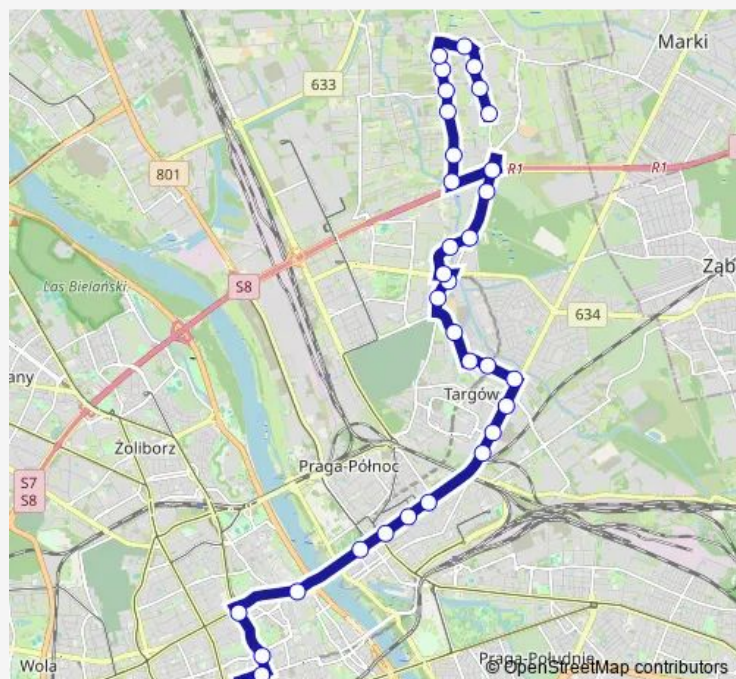 Marki
633
801
R1
R1
Las Bielański
S8
Ząb
634
any
Targów
Żoliborz
Praga-Północ
S7
S8
Wola
Praga-Południe
© OpenStreetMap contributors